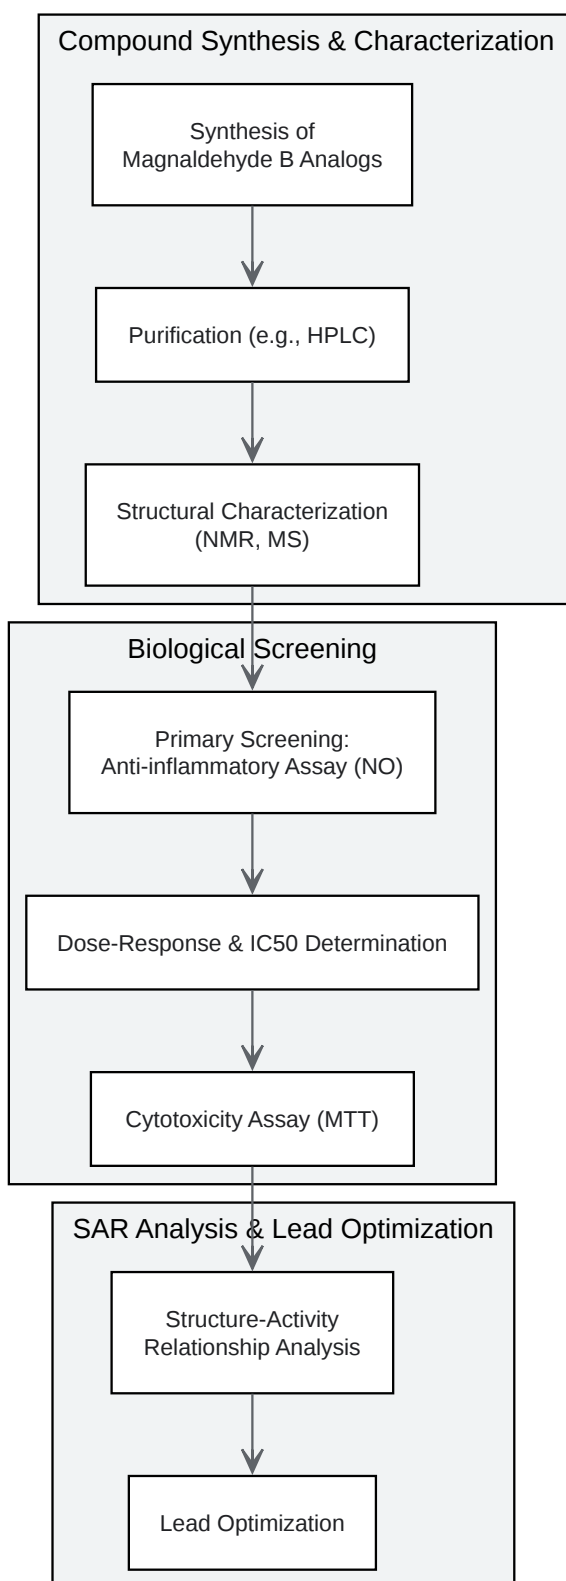 Compound Synthesis & Characterization
Synthesis of
Magnaldehyde B Analogs
Purification (e.g., HPLC)
Structural Characterization
(NMR, MS)
Biological Screening
Primary Screening:
Anti-inflammatory Assay (NO)
Dose-Response & IC50 Determination
Cytotoxicity Assay (MTT)
SAR Analysis & Lead Optimization
Structure-Activity
Relationship Analysis
Lead Optimization